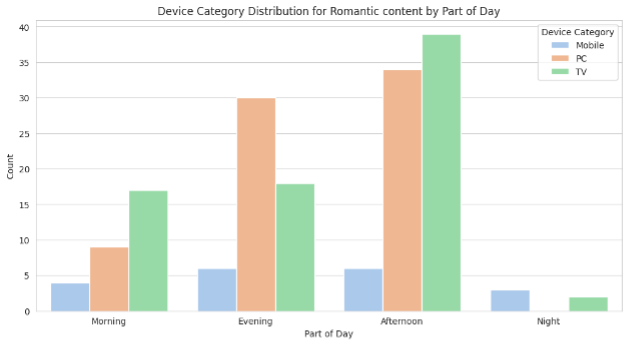 Device Category Distribution for Romantic content by Part of Day
Device Category
Mobile
PC
TV
40
35
30
25
20
15
10
5
0
Count
Morning
Evening
Afternoon
Night
Part of Day